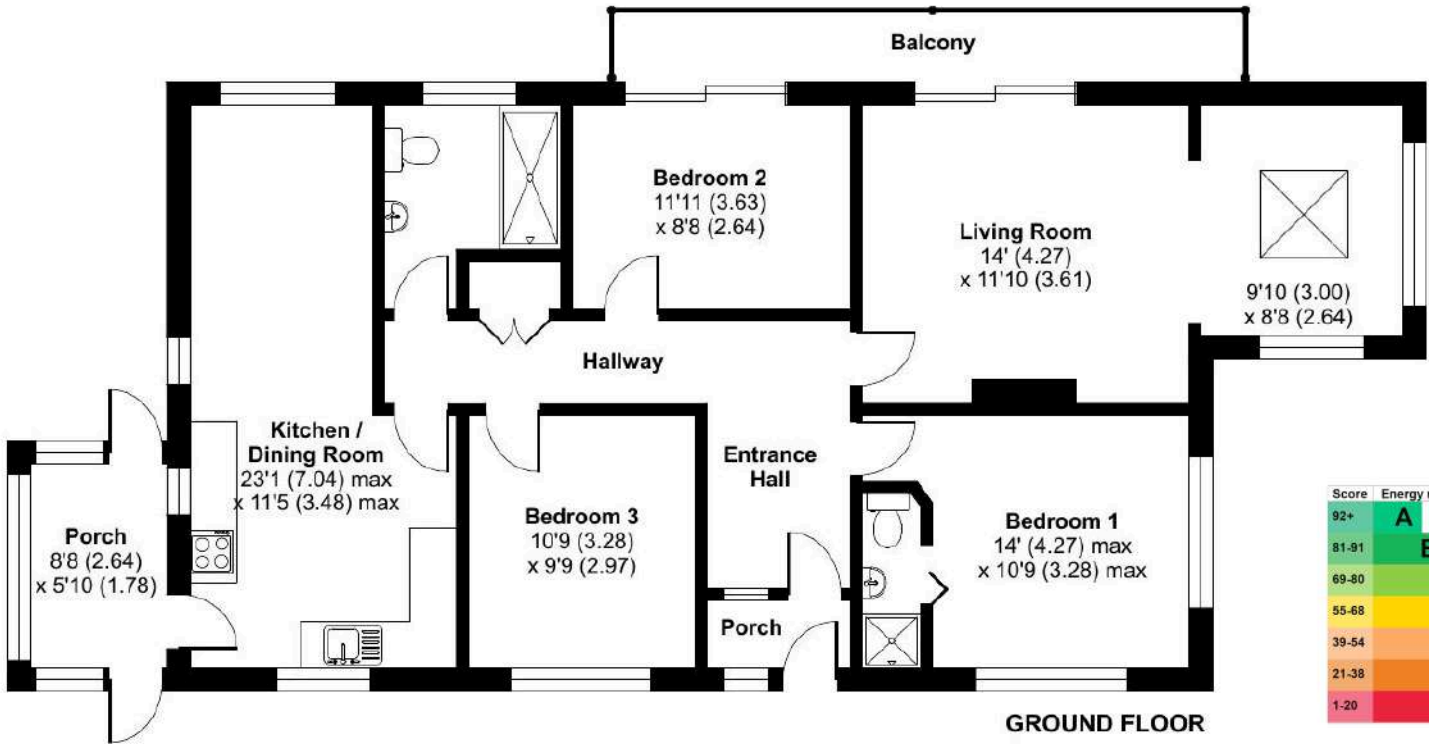 Balcony
Bedroom 2
11'11 (3.63)
x 8'8 (2.64)
Living Room
14' (4.27)
x 11'10 (3.61)
9'10 (3.00)
x 8'8 (2.64)
Hallway
Kitchen /
Dining Room
23'1 (7.04) max
x 11'5 (3.48) max
Entrance
Hall
Porch
8'8 (2.64)
x 5'10 (1.78)
Bedroom 3
10'9 (3.28)
x 9'9 (2.97)
Bedroom 1
14' (4.27) max
x 10'9 (3.28) max
Porch
GROUND FLOOR
Score Energy
92+ A
81-91
69-80
55-68
39-54
21-38
1-20